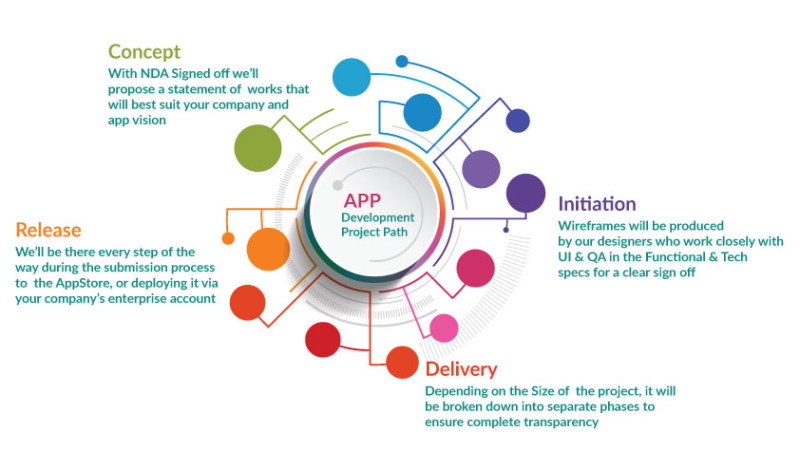 Concept
With NDA Signed off we'll
propose a statement of works that
will best suit your company and
app vision
APP
Development
Project Path
Initiation
Wireframes will be produced
by our designers who work closely with
UI & QA in the Functional & Tech
specs for a clear sign off
Release
We'll be there every step of the
way during the submission process
to the AppStore, or deploying it via
your company's enterprise account
Delivery
Depending on the Size of the project, it will
be broken down into separate phases to
ensure complete transparency